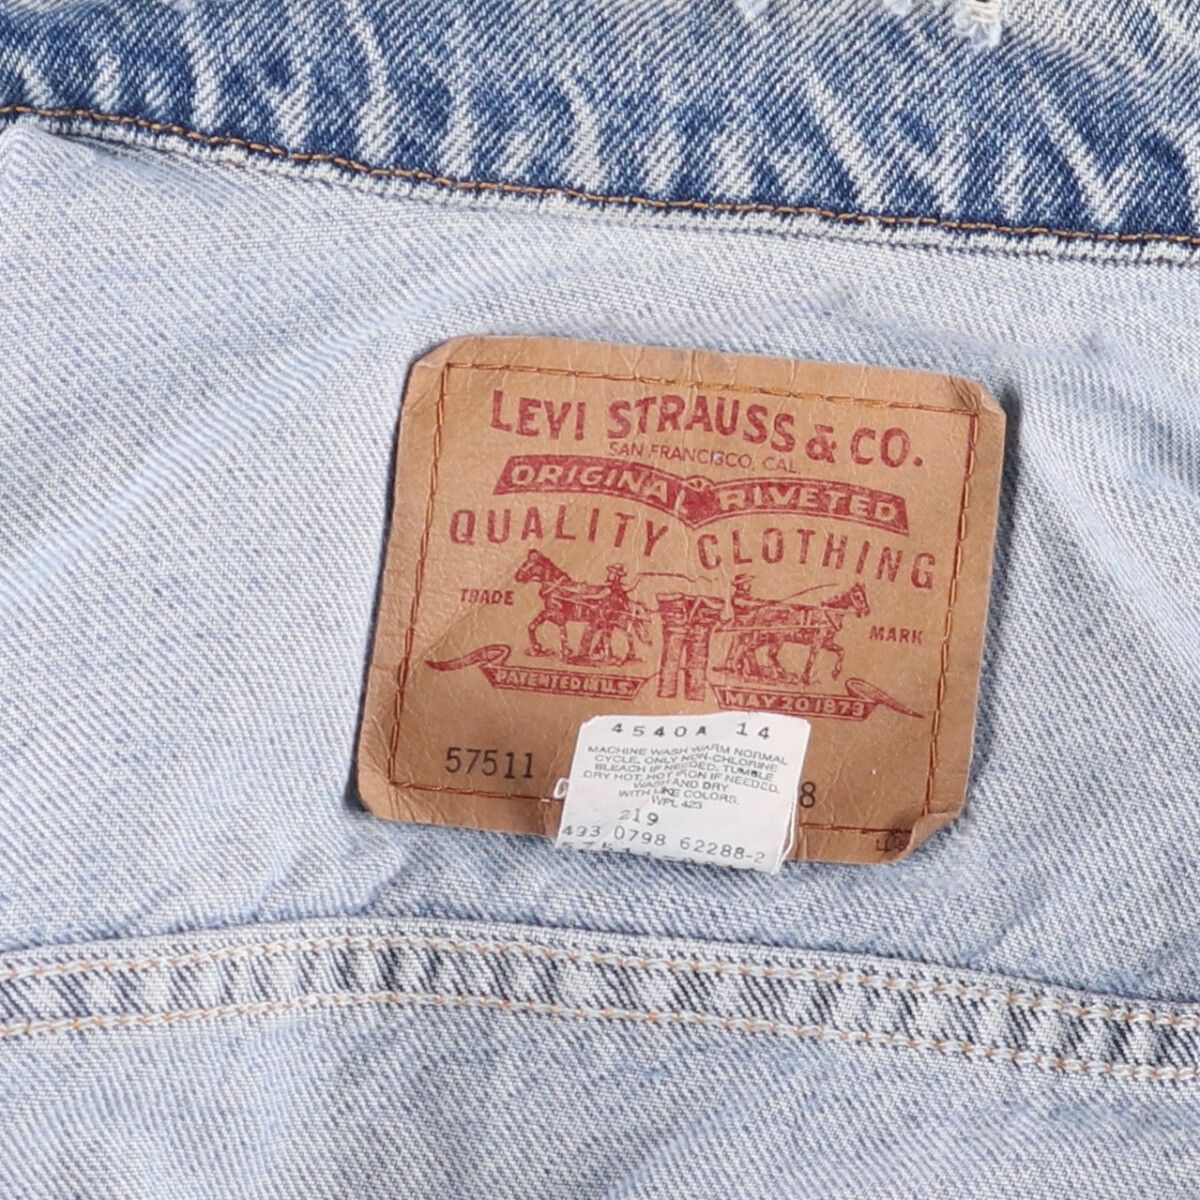 LEVI STRAUSS & CO.
SAN FRANCISCO, CAL.
ORIGINAL RIVETED
QUALITY CLOTHING
TRADE MARK
PATENTED IN U.S.
MAY 20 1873
57511
8
4540A 14
MACHINE WASH WARM NORMAL
CYCLE, ONLY NON-CHLORINE
BLEACH IF NEEDED. TUMBLE
DRY HOT, HOT IRON IF NEEDED.
WASH AND DRY
WITH LIKE COLORS.
WPL 423
219
493 0798 62288-2